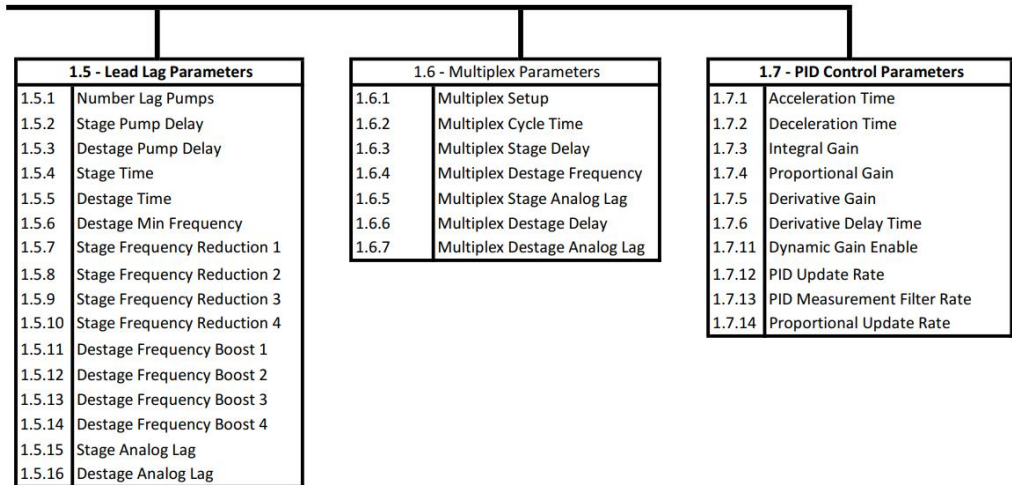 1.5 - Lead Lag Parameters
1.5.1 Number Lag Pumps
1.5.2 Stage Pump Delay
1.5.3 Destage Pump Delay
1.5.4 Stage Time
1.5.5 Destage Time
1.5.6 Destage Min Frequency
1.5.7 Stage Frequency Reduction 1
1.5.8 Stage Frequency Reduction 2
1.5.9 Stage Frequency Reduction 3
1.5.10 Stage Frequency Reduction 4
1.5.11 Destage Frequency Boost 1
1.5.12 Destage Frequency Boost 2
1.5.13 Destage Frequency Boost 3
1.5.14 Destage Frequency Boost 4
1.5.15 Stage Analog Lag
1.5.16 Destage Analog Lag
1.6 - Multiplex Parameters
1.6.1 Multiplex Setup
1.6.2 Multiplex Cycle Time
1.6.3 Multiplex Stage Delay
1.6.4 Multiplex Destage Frequency
1.6.5 Multiplex Stage Analog Lag
1.6.6 Multiplex Destage Delay
1.6.7 Multiplex Destage Analog Lag
1.7 - PID Control Parameters
1.7.1 Acceleration Time
1.7.2 Deceleration Time
1.7.3 Integral Gain
1.7.4 Proportional Gain
1.7.5 Derivative Gain
1.7.6 Derivative Delay Time
1.7.11 Dynamic Gain Enable
1.7.12 PID Update Rate
1.7.13 PID Measurement Filter Rate
1.7.14 Proportional Update Rate